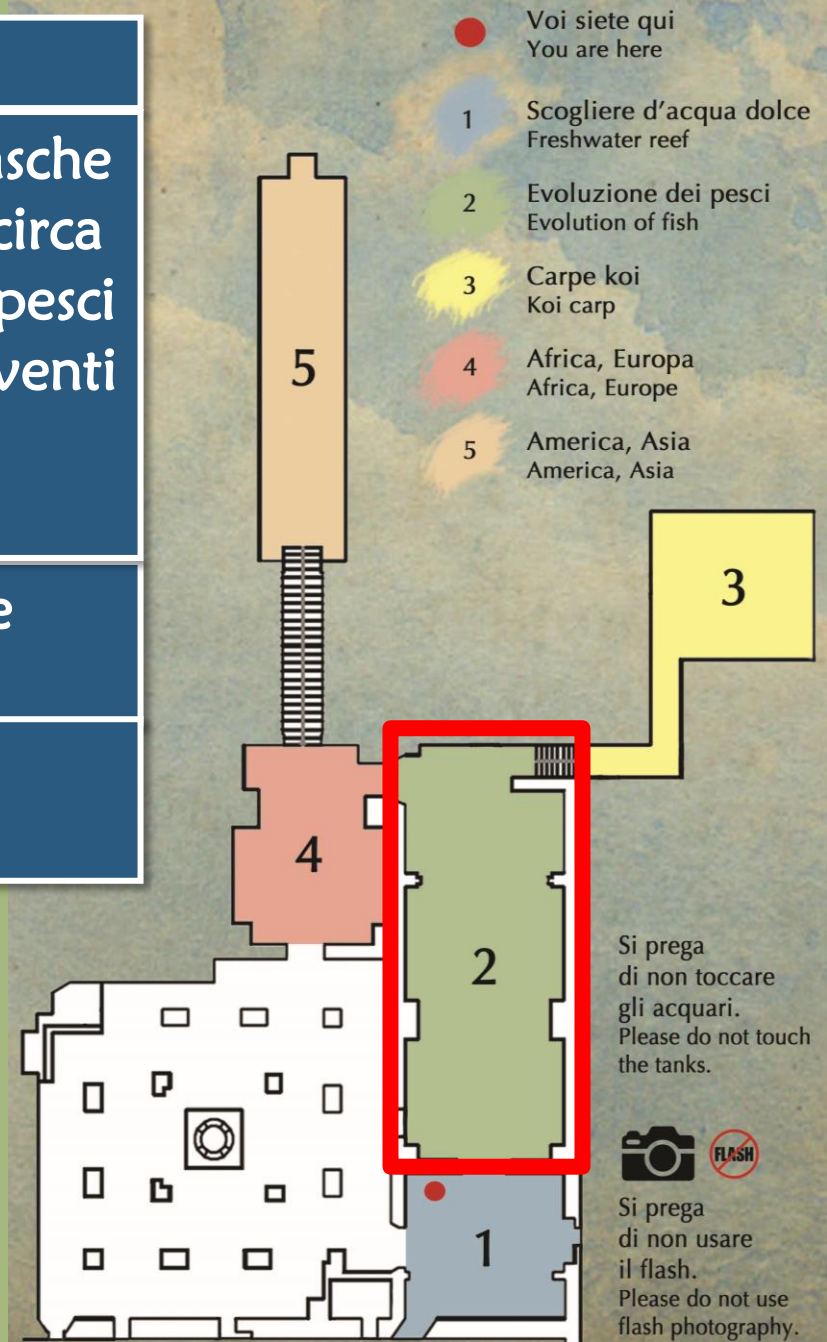 asche
circa
pesci
venti
e
Voi siete qui
You are here
1
Scogliere d'acqua dolce
Freshwater reef
2
Evoluzione dei pesci
Evolution of fish
3
Carpe koi
Koi carp
4
Africa, Europa
Africa, Europe
5
America, Asia
America, Asia
5
3
4
2
1
Si prega
di non toccare
gli acquari.
Please do not touch
the tanks.
FLASH
Si prega
di non usare
il flash.
Please do not use
flash photography.